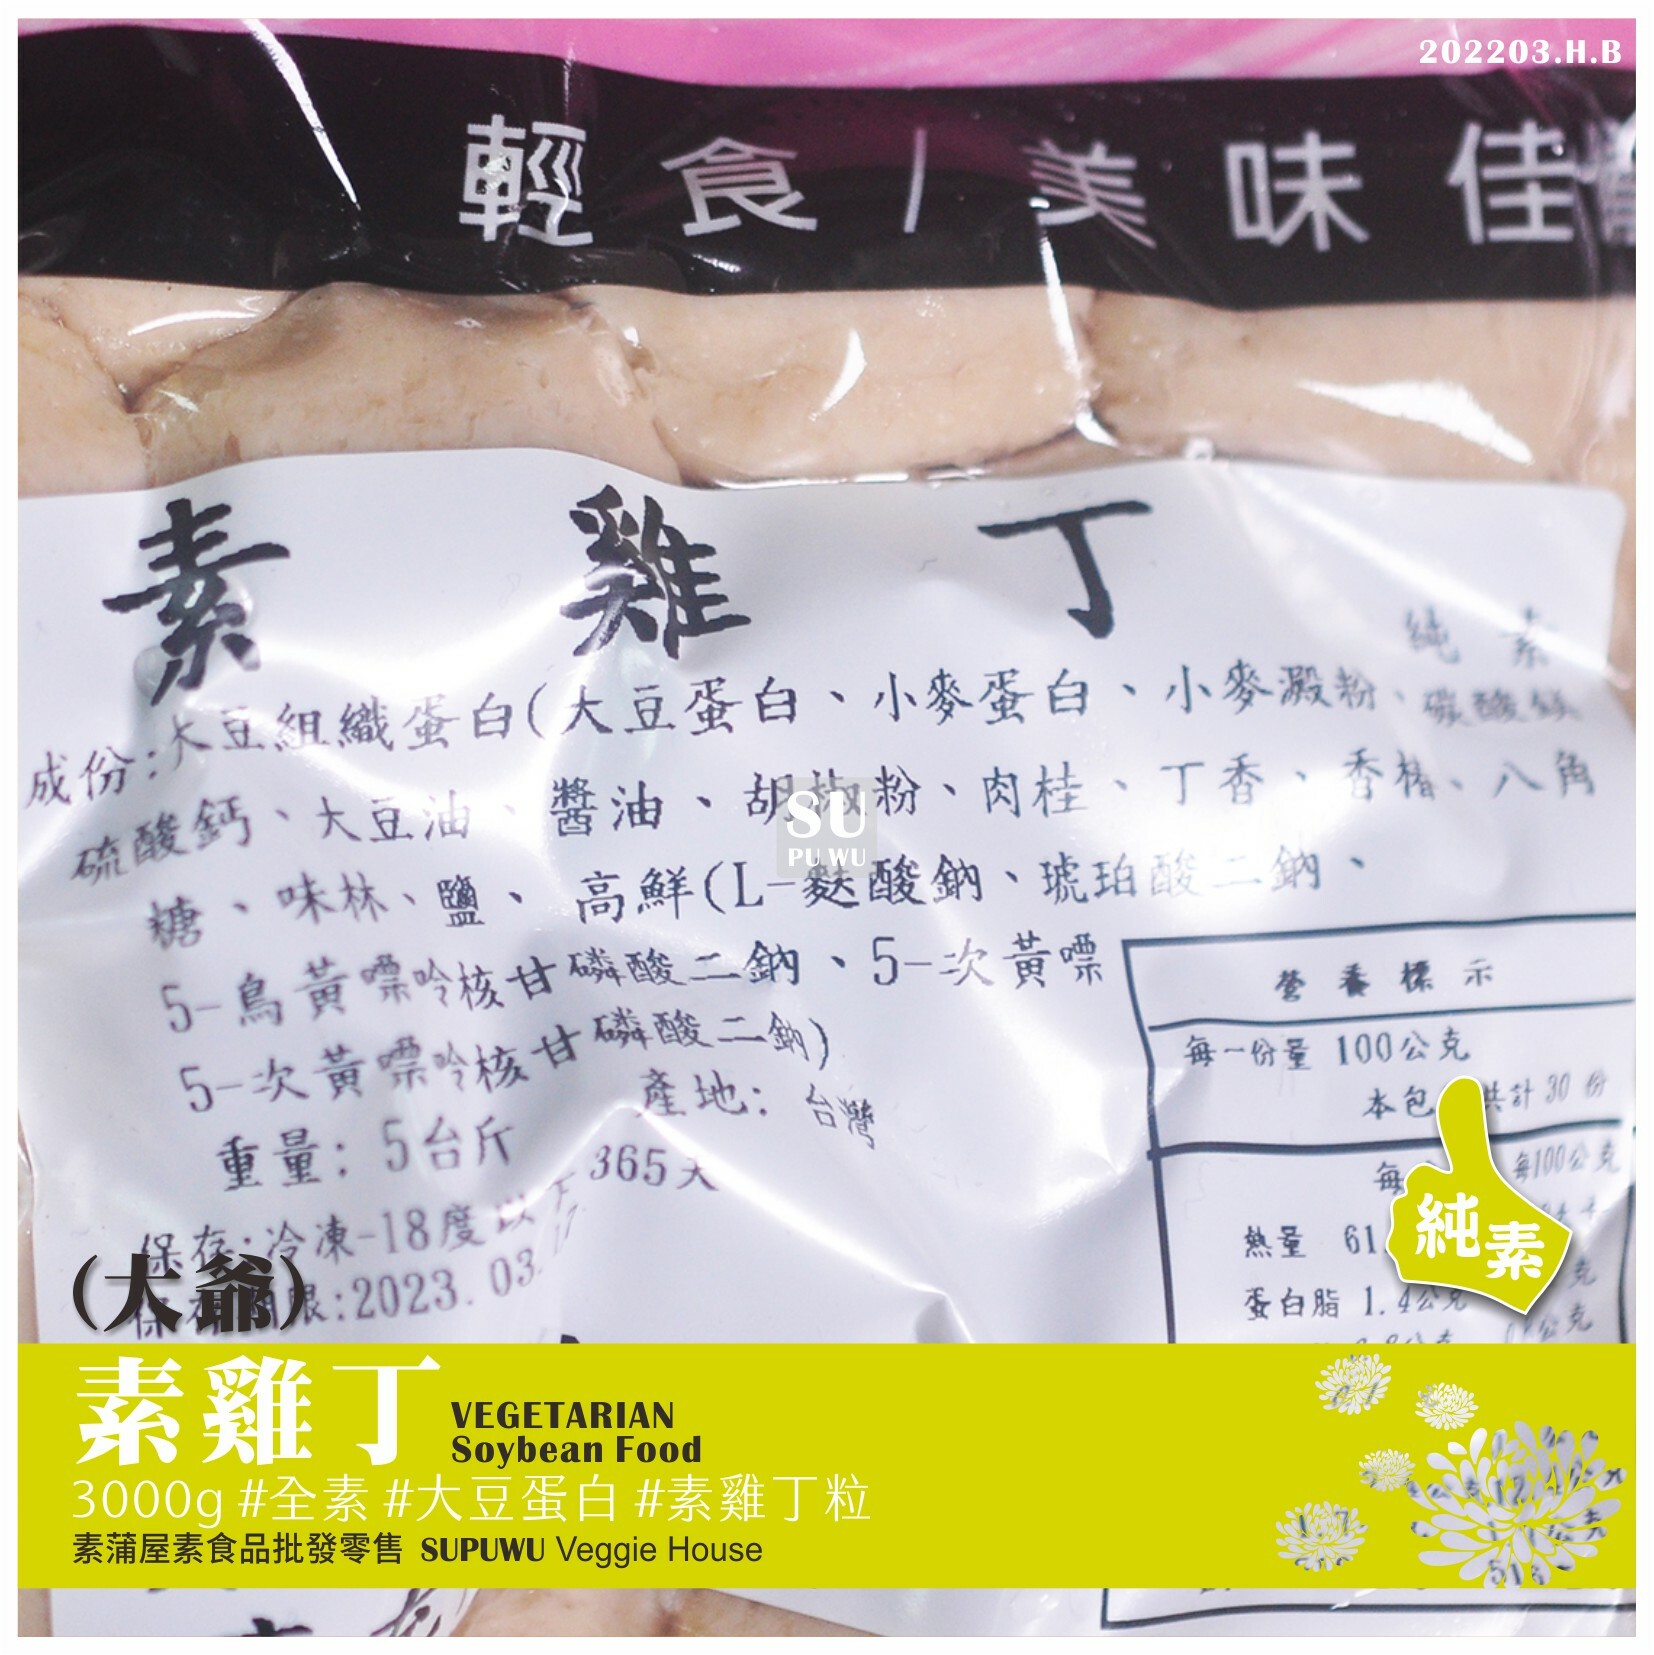 202203.H.B
輕食/美味佳
素雞丁
純素
成份:大豆組織蛋白(大豆蛋白、小麥蛋白、小麥澱粉、碳酸鎂
硫酸鈣、大豆油、醬油、胡椒粉、肉桂、丁香、香椿、八角
糖、味林、鹽、高鮮(L-麩酸鈉、琥珀酸二鈉、
5-鳥黃嘌呤核甘磷酸二鈉、5-次黃嘌
5-次黃嘌呤核甘磷酸二鈉)
重量: 5台斤
產地: 台灣
保存:冷凍-18度以下 365天
限:2023.03.17
SU
PU WU
營養標示
每一份量 100公克
本包 共計 30 份
每 每100公克
熱量 61
蛋白脂 1.4公克
純素
(大爺)
素雞丁
VEGETARIAN
Soybean Food
3000g #全素 #大豆蛋白 #素雞丁粒
素蒲屋素食品批發零售 SUPUWU Veggie House